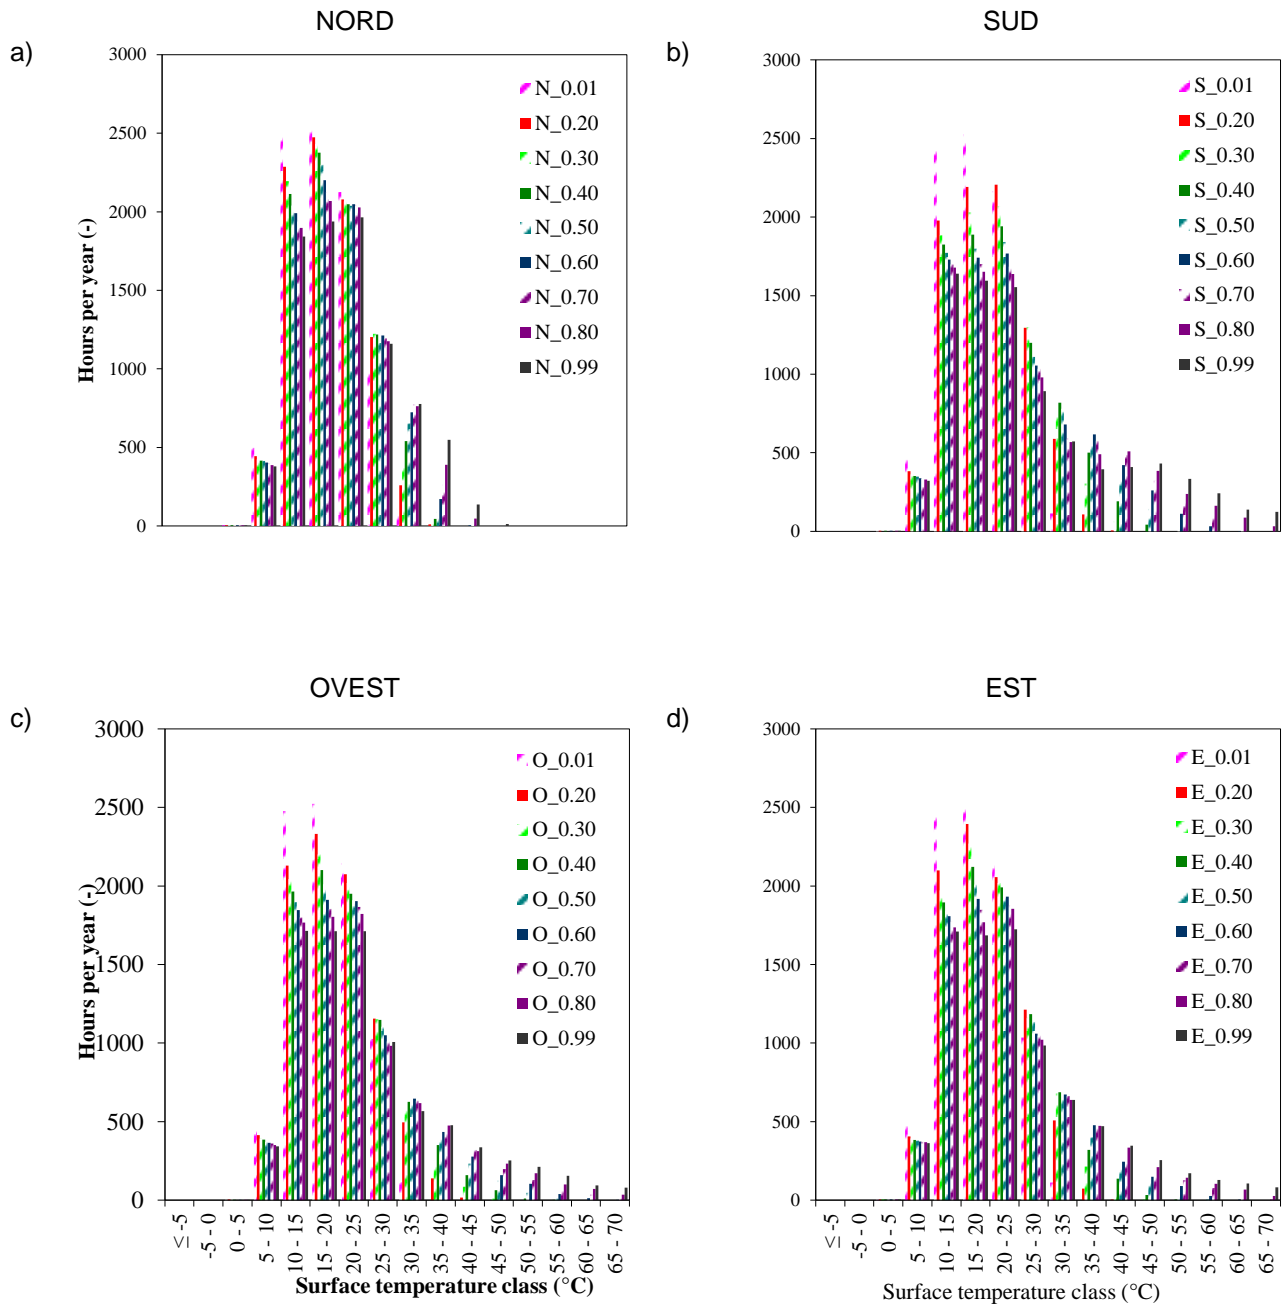 NORD
a)
3000
2500
2000
1500
1000
500
0
Hours per year (-)
N_0.01
N_0.20
N_0.30
N_0.40
N_0.50
N_0.60
N_0.70
N_0.80
N_0.99
SUD
b)
3000
2500
2000
1500
1000
500
0
S_0.01
S_0.20
S_0.30
S_0.40
S_0.50
S_0.60
S_0.70
S_0.80
S_0.99
OVEST
c)
3000
2500
2000
1500
1000
500
0
Hours per year (-)
O_0.01
O_0.20
O_0.30
O_0.40
O_0.50
O_0.60
O_0.70
O_0.80
O_0.99
≤ -5
-5 - 0
0 - 5
5 - 10
10 - 15
15 - 20
20 - 25
25 - 30
30 - 35
35 - 40
40 - 45
45 - 50
50 - 55
55 - 60
60 - 65
65 - 70
Surface temperature class (°C)
EST
d)
3000
2500
2000
1500
1000
500
0
E_0.01
E_0.20
E_0.30
E_0.40
E_0.50
E_0.60
E_0.70
E_0.80
E_0.99
≤ -5
-5 - 0
0 - 5
5 - 10
10 - 15
15 - 20
20 - 25
25 - 30
30 - 35
35 - 40
40 - 45
45 - 50
50 - 55
55 - 60
60 - 65
65 - 70
Surface temperature class (°C)